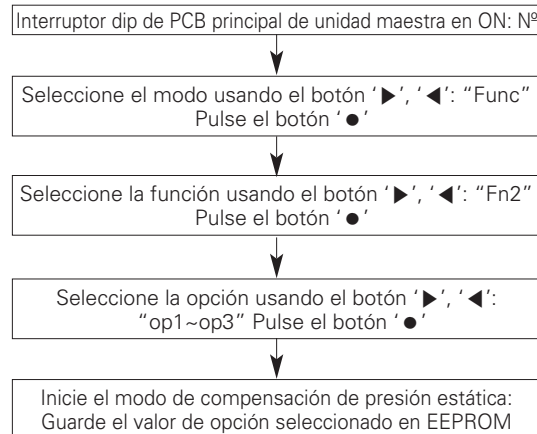 Interruptor dip de PCB principal de unidad maestra en ON: Nº
Seleccione el modo usando el botón ‘▶’, ‘◀’: “Func”
Pulse el botón ‘●’
Seleccione la función usando el botón ‘▶’, ‘◀’: “Fn2”
Pulse el botón ‘●’
Seleccione la opción usando el botón ‘▶’, ‘◀’:
“op1~op3” Pulse el botón ‘●’
Inicie el modo de compensación de presión estática:
Guarde el valor de opción seleccionado en EEPROM